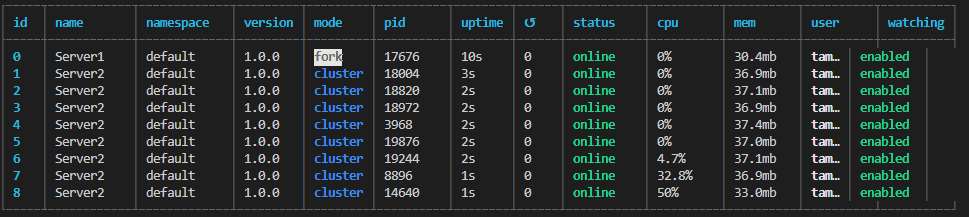 id name namespace version mode pid uptime ↺ status cpu mem user watching
0 Server1 default 1.0.0 fork 17676 10s 0 online 0% 30.4mb tam… enabled
1 Server2 default 1.0.0 cluster 18004 3s 0 online 0% 36.9mb tam… enabled
2 Server2 default 1.0.0 cluster 18820 2s 0 online 0% 37.1mb tam… enabled
3 Server2 default 1.0.0 cluster 18972 2s 0 online 0% 36.9mb tam… enabled
4 Server2 default 1.0.0 cluster 3968 2s 0 online 0% 37.4mb tam… enabled
5 Server2 default 1.0.0 cluster 19876 2s 0 online 0% 37.0mb tam… enabled
6 Server2 default 1.0.0 cluster 19244 2s 0 online 4.7% 37.1mb tam… enabled
7 Server2 default 1.0.0 cluster 8896 1s 0 online 32.8% 36.9mb tam… enabled
8 Server2 default 1.0.0 cluster 14640 1s 0 online 50% 33.0mb tam… enabled